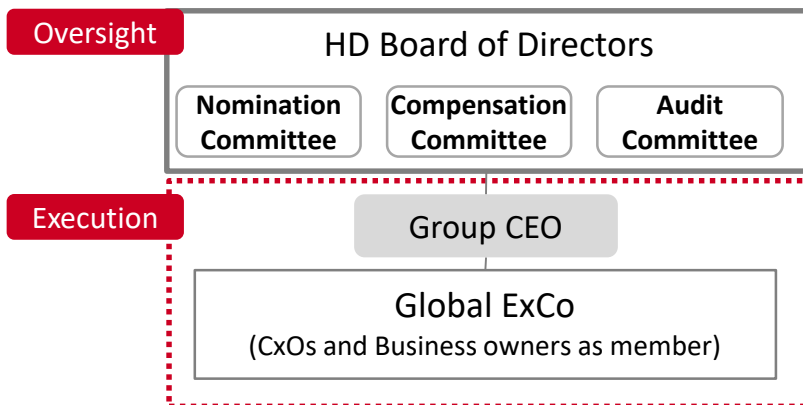 Oversight
HD Board of Directors
Nomination
Committee
Compensation
Committee
Audit
Committee
Execution
Group CEO
Global ExCo
(CxOs and Business owners as member)